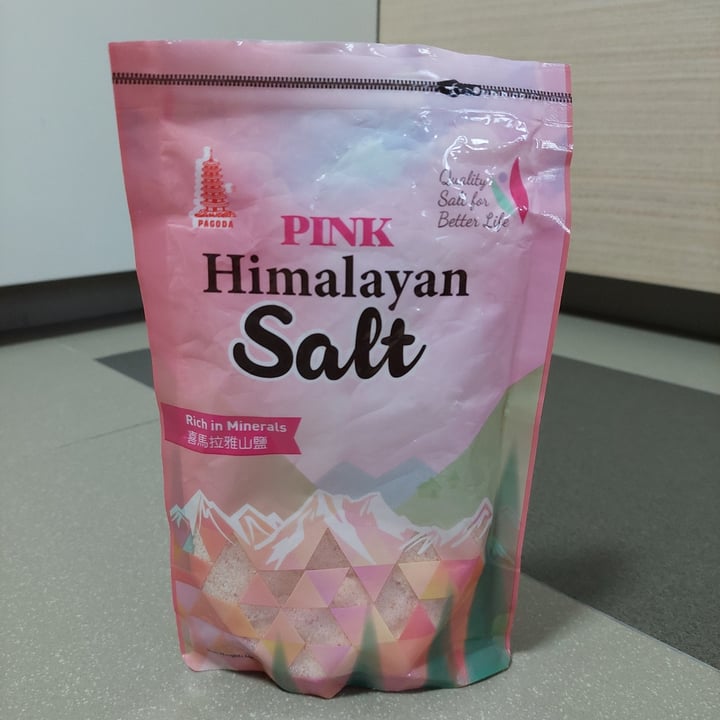 PAGODA
Quality
Salt for
Better Life
PINK
Himalayan
Salt
Rich in Minerals
喜馬拉雅山鹽